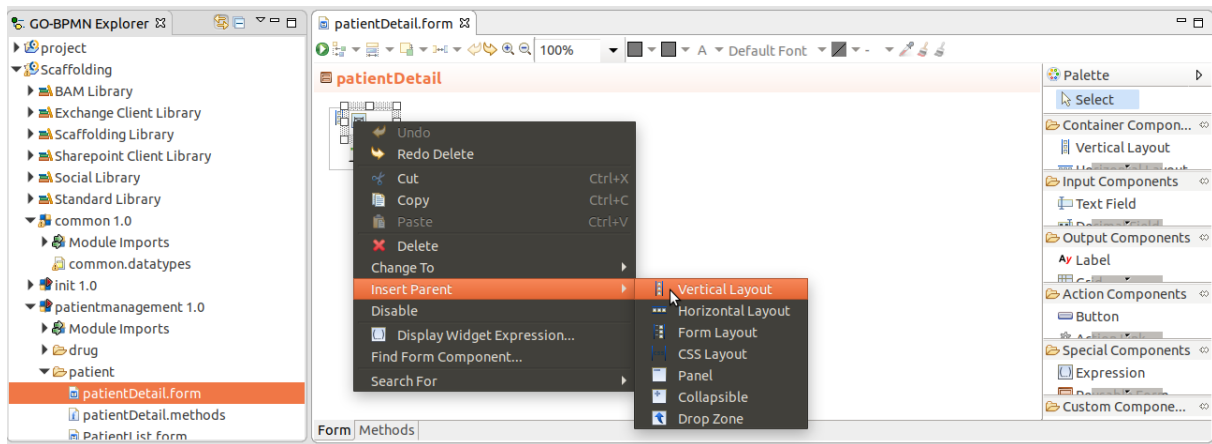 GO-BPMN Explorer
project
Scaffolding
BAM Library
Exchange Client Library
Scaffolding Library
Sharepoint Client Library
Social Library
Standard Library
common 1.0
Module Imports
common.datatypes
init 1.0
patientmanagement 1.0
Module Imports
drug
patient
patientDetail.form
patientDetail.methods
PatientList.form
patientDetail.form
100%
A
Default Font
patientDetail
Undo
Redo Delete
Cut Ctrl+X
Copy Ctrl+C
Paste Ctrl+V
Delete
Change To
Insert Parent
Disable
Display Widget Expression...
Find Form Component...
Search For
Vertical Layout
Horizontal Layout
Form Layout
CSS Layout
Panel
Collapsible
Drop Zone
Form Methods
Palette
Select
Container Compon...
Vertical Layout
Input Components
Text Field
Output Components
Ay Label
Action Components
Button
Special Components
Expression
Custom Compone...